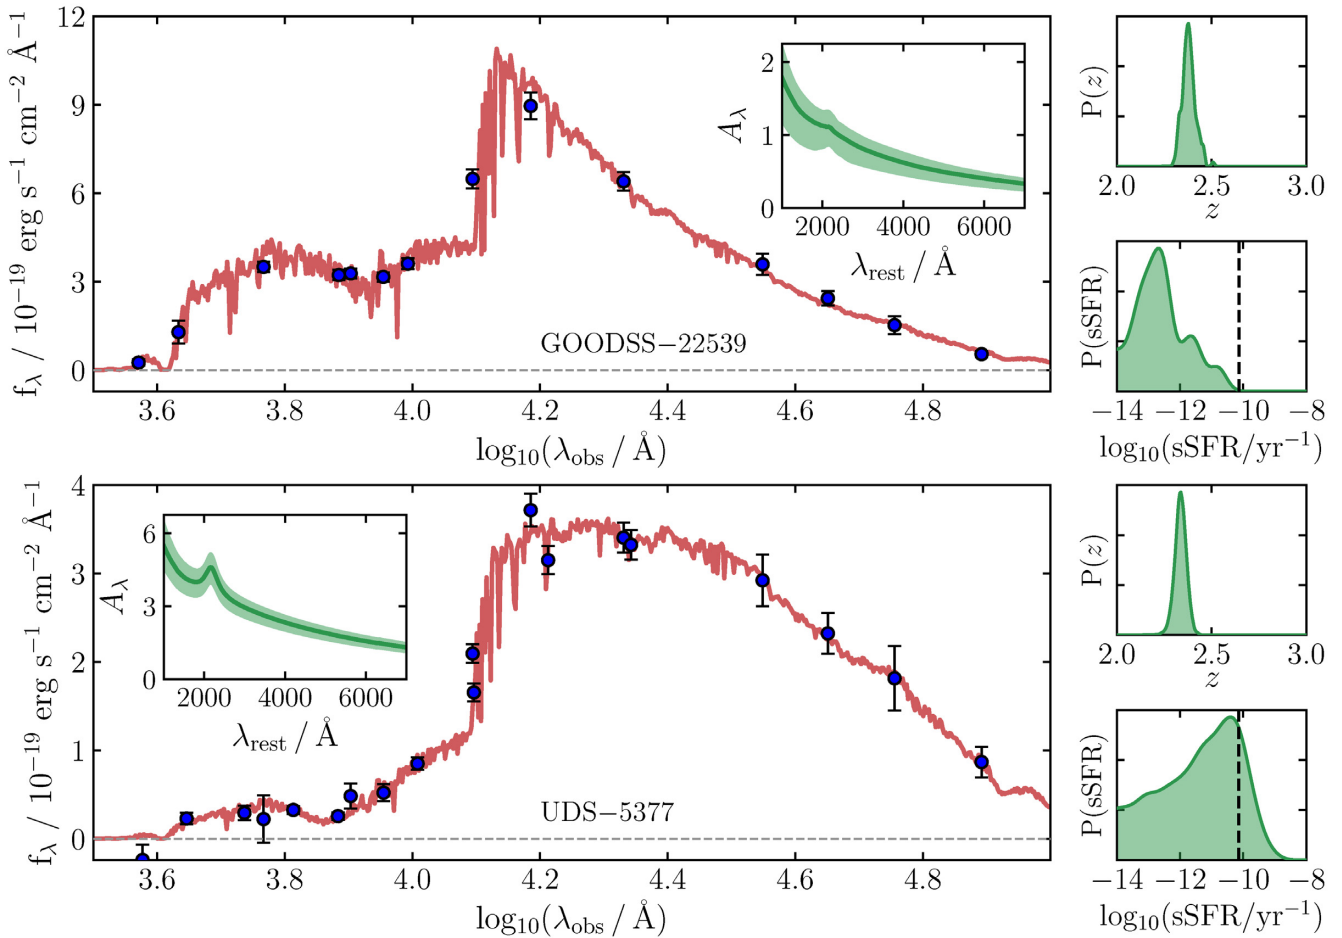 12
9
6
3
0
f_λ / 10⁻¹⁹ erg s⁻¹ cm⁻² Å⁻¹
3.6 3.8 4.0 4.2 4.4 4.6 4.8
log₁₀(λ_obs / Å)
GOODSS−22539
2
1
0
A_λ
2000 4000 6000
λ_rest / Å
P(z)
2.0 2.5 3.0
z
P(sSFR)
−14 −12 −10 −8
log₁₀(sSFR/yr⁻¹)
4
3
2
1
0
f_λ / 10⁻¹⁹ erg s⁻¹ cm⁻² Å⁻¹
6
3
0
A_λ
2000 4000 6000
λ_rest / Å
UDS−5377
3.6 3.8 4.0 4.2 4.4 4.6 4.8
log₁₀(λ_obs / Å)
P(z)
2.0 2.5 3.0
z
P(sSFR)
−14 −12 −10 −8
log₁₀(sSFR/yr⁻¹)